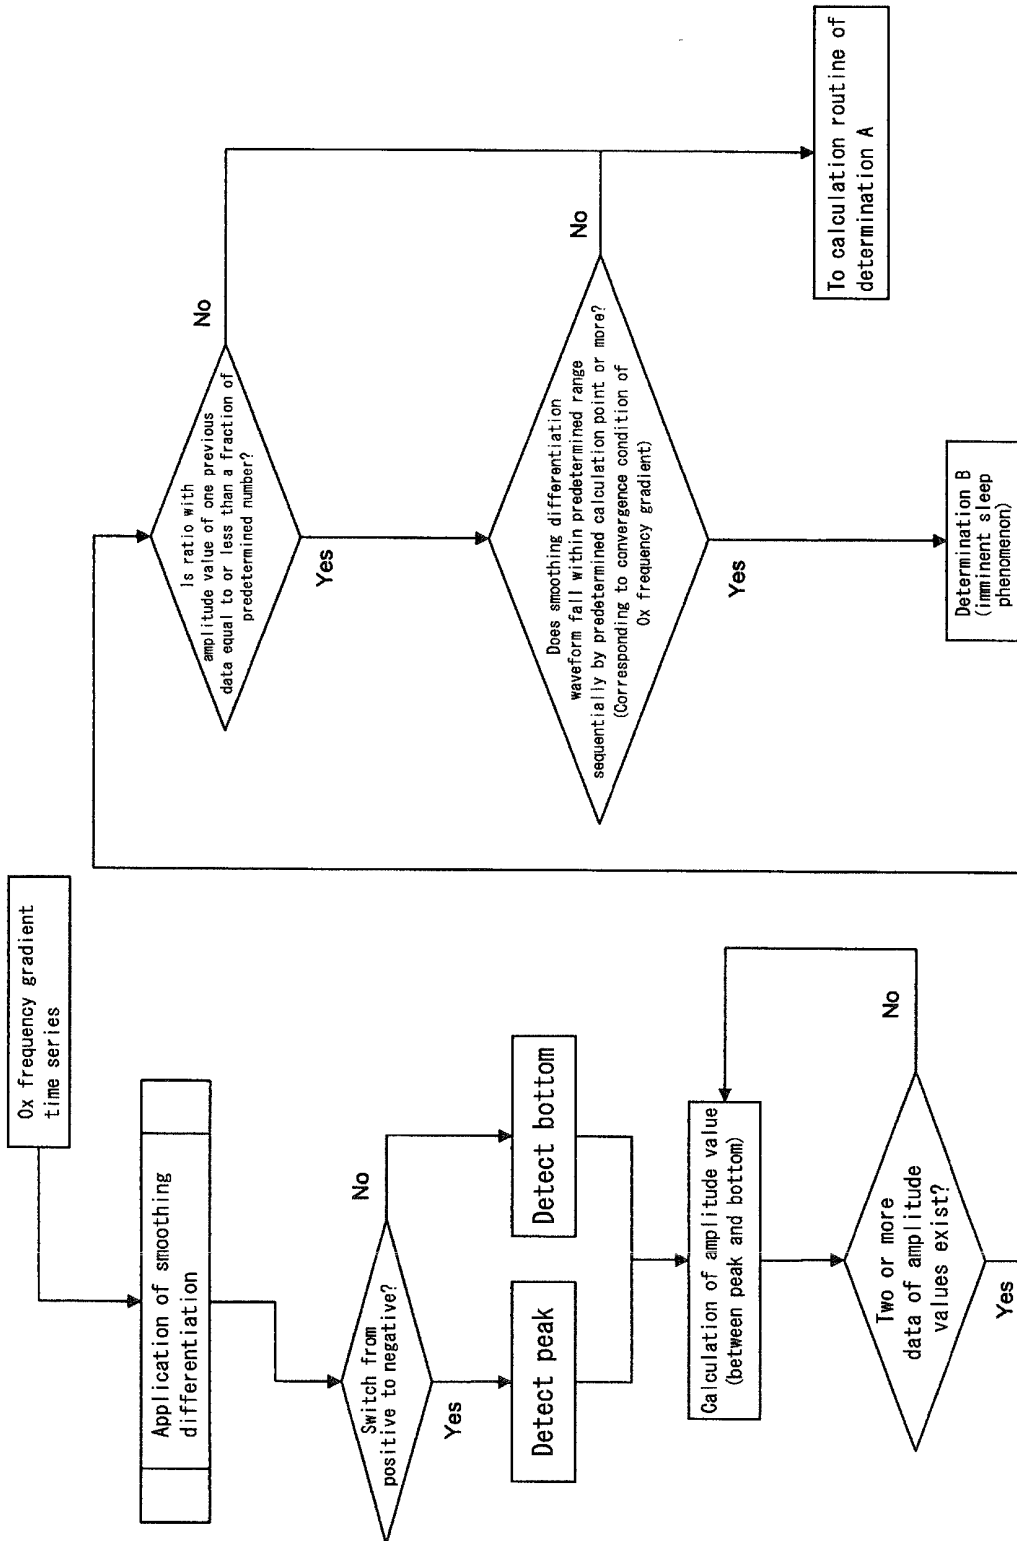 Ox frequency gradient
time series
Application of smoothing
differentiation
Switch from
positive to negative?
Yes
No
Detect peak
Detect bottom
Calculation of amplitude value
(between peak and bottom)
Two or more
data of amplitude
values exist?
No
Yes
Is ratio with
amplitude value of one previous
data equal to or less than a fraction of
predetermined number?
No
Yes
Does smoothing differentiation
waveform fall within predetermined range
sequentially by predetermined calculation point or more?
(Corresponding to convergence condition of
Ox frequency gradient)
No
Yes
To calculation routine of
determination A
Determination B
(imminent sleep
phenomenon)